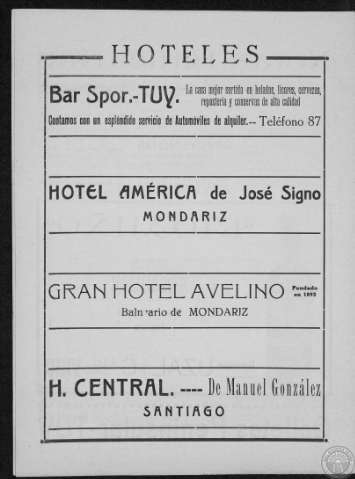 HOTELES
Bar Spor.-TUY. La casa mejor surtida en helados, licores, cervezas,
repostería y conservas de alta calidad
Contamos con un espléndido servicio de Automóviles de alquiler.-- Teléfono 87
HOTEL AMÉRICA de José Signo
MONDARIZ
GRAN HOTEL AVELINO Fundado
en 1892
Balneario de MONDARIZ
H. CENTRAL. ---- De Manuel González
SANTIAGO